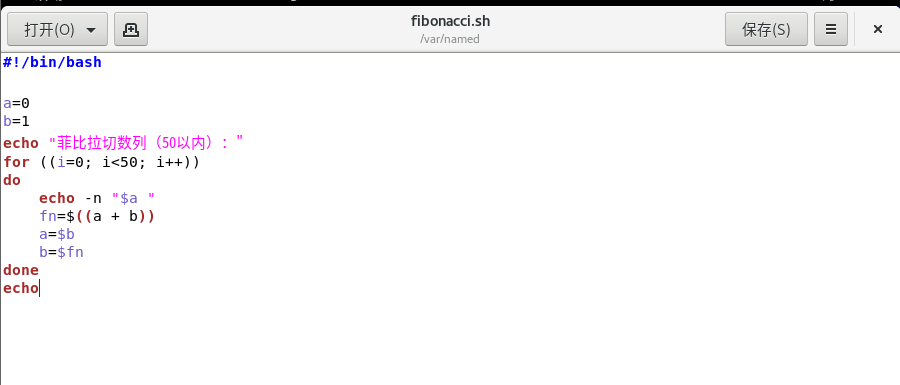 打开(O)
fibonacci.sh
/var/named
保存(S)
#!/bin/bash
a=0
b=1
echo "菲比拉切数列（50以内）："
for ((i=0; i<50; i++))
do
    echo -n "$a "
    fn=$((a + b))
    a=$b
    b=$fn
done
echo